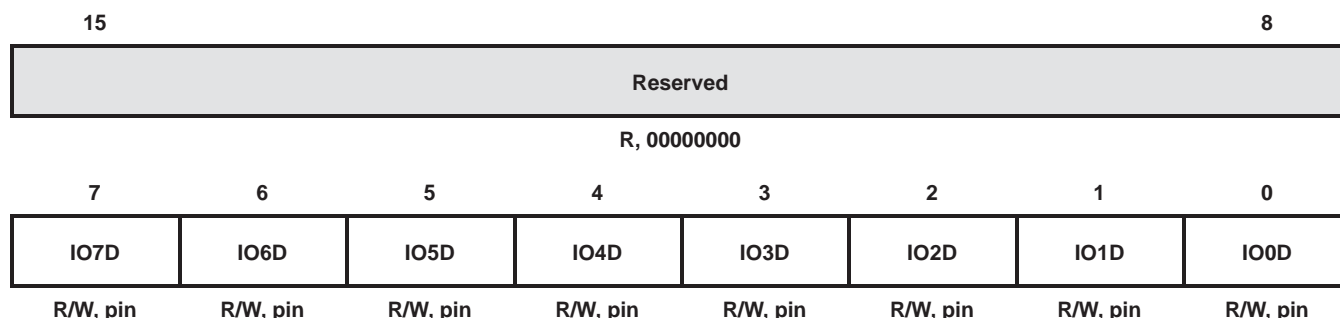 15 8
Reserved
R, 00000000
7 6 5 4 3 2 1 0
IO7D IO6D IO5D IO4D IO3D IO2D IO1D IO0D
R/W, pin R/W, pin R/W, pin R/W, pin R/W, pin R/W, pin R/W, pin R/W, pin